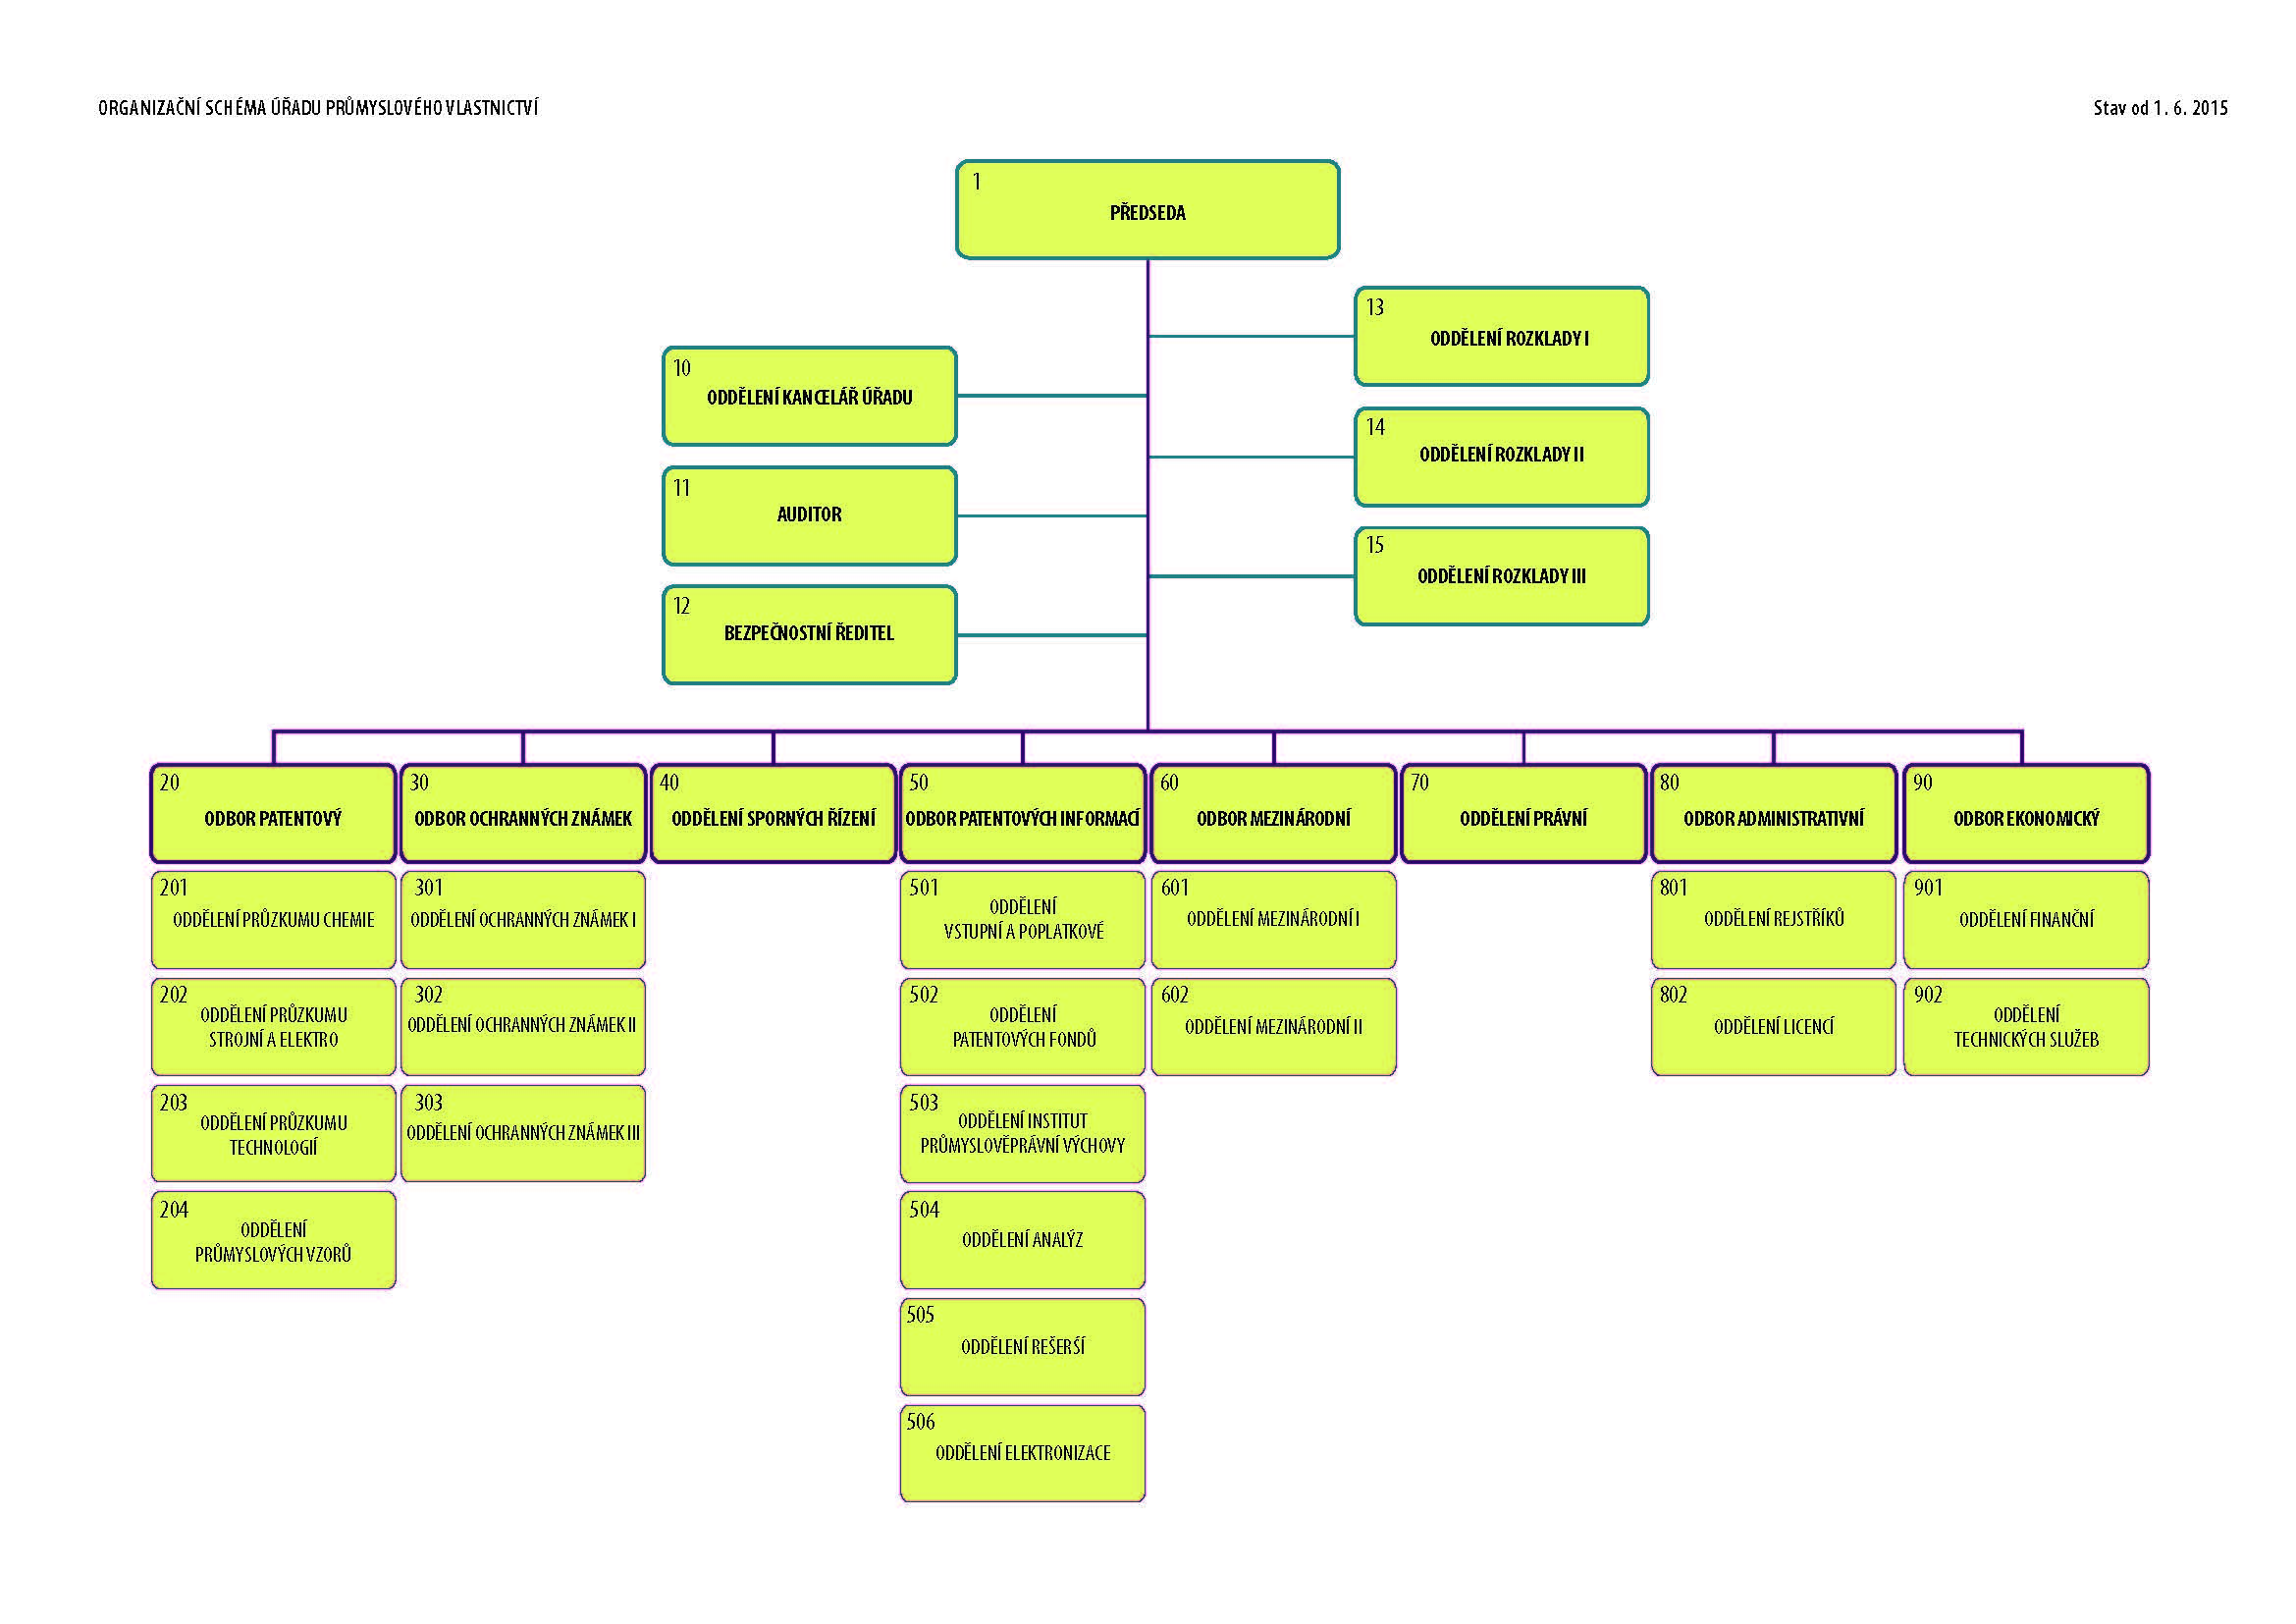 ORGANIZAČNÍ SCHÉMA ÚŘADU PRŮMYSLOVÉHO VLASTNICTVÍ
Stav od 1. 6. 2015
1
PŘEDSEDA
13
ODDĚLENÍ ROZKLADY I
10
ODDĚLENÍ KANCELÁŘ ÚŘADU
14
ODDĚLENÍ ROZKLADY II
11
AUDITOR
15
ODDĚLENÍ ROZKLADY III
12
BEZPEČNOSTNÍ ŘEDITEL
20
ODBOR PATENTOVÝ
30
ODBOR OCHRANNÝCH ZNÁMEK
40
ODDĚLENÍ SPORNÝCH ŘÍZENÍ
50
ODBOR PATENTOVÝCH INFORMACÍ
60
ODBOR MEZINÁRODNÍ
70
ODDĚLENÍ PRÁVNÍ
80
ODBOR ADMINISTRATIVNÍ
90
ODBOR EKONOMICKÝ
201
ODDĚLENÍ PRŮZKUMU CHEMIE
301
ODDĚLENÍ OCHRANNÝCH ZNÁMEK I
501
ODDĚLENÍ
VSTUPNÍ A POPLATKOVÉ
601
ODDĚLENÍ MEZINÁRODNÍ I
801
ODDĚLENÍ REJSTŘÍKŮ
901
ODDĚLENÍ FINANČNÍ
202
ODDĚLENÍ PRŮZKUMU
STROJNÍ A ELEKTRO
302
ODDĚLENÍ OCHRANNÝCH ZNÁMEK II
502
ODDĚLENÍ
PATENTOVÝCH FONDŮ
602
ODDĚLENÍ MEZINÁRODNÍ II
802
ODDĚLENÍ LICENCÍ
902
ODDĚLENÍ
TECHNICKÝCH SLUŽEB
203
ODDĚLENÍ PRŮZKUMU
TECHNOLOGIÍ
303
ODDĚLENÍ OCHRANNÝCH ZNÁMEK III
503
ODDĚLENÍ INSTITUT
PRŮMYSLOVĚPRÁVNÍ VÝCHOVY
204
ODDĚLENÍ
PRŮMYSLOVÝCH VZORŮ
504
ODDĚLENÍ ANALÝZ
505
ODDĚLENÍ REŠERŠÍ
506
ODDĚLENÍ ELEKTRONIZACE